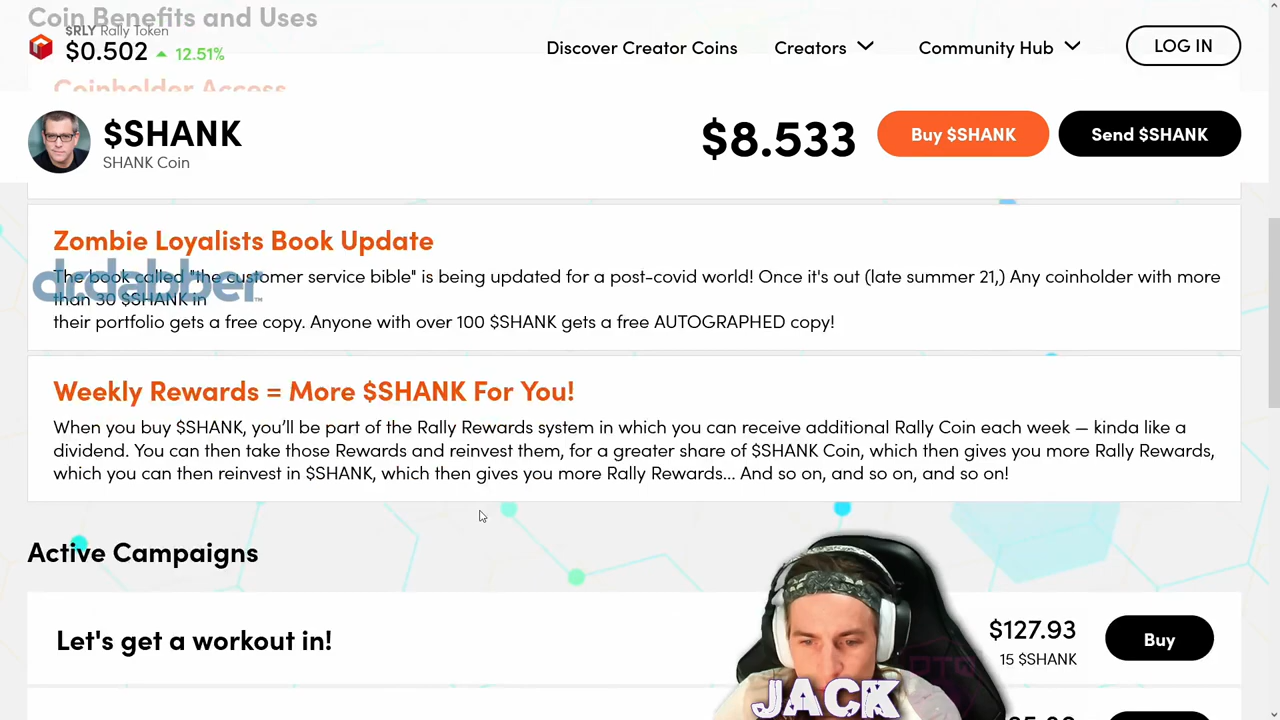 Coin Benefits and Uses
$RLY Rally Token
$0.502 12.51%
Discover Creator Coins
Creators
Community Hub
LOG IN
Coinholder Access
$SHANK
SHANK Coin
$8.533
Buy $SHANK
Send $SHANK
Zombie Loyalists Book Update
The book called "the customer service bible" is being updated for a post-covid world! Once it's out (late summer 21,) Any coinholder with more
than 30 $SHANK in
their portfolio gets a free copy. Anyone with over 100 $SHANK gets a free AUTOGRAPHED copy!
drdabber™
Weekly Rewards = More $SHANK For You!
When you buy $SHANK, you’ll be part of the Rally Rewards system in which you can receive additional Rally Coin each week — kinda like a
dividend. You can then take those Rewards and reinvest them, for a greater share of $SHANK Coin, which then gives you more Rally Rewards,
which you can then reinvest in $SHANK, which then gives you more Rally Rewards... And so on, and so on, and so on!
Active Campaigns
Let's get a workout in!
$127.93
15 $SHANK
Buy
JACK